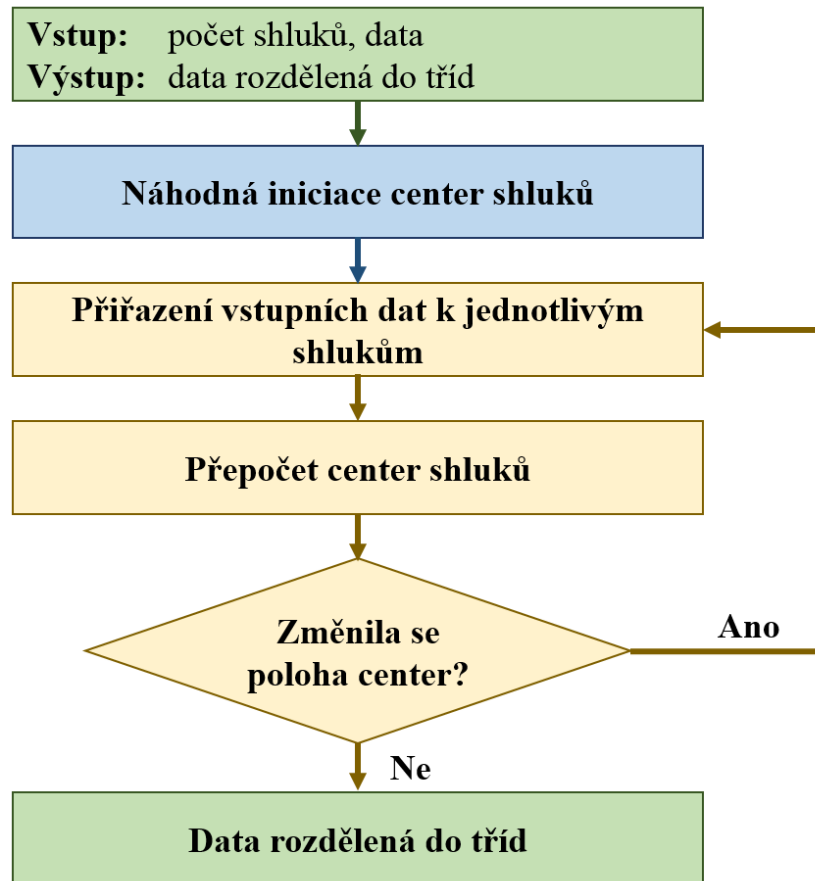 Vstup: počet shluků, data
Výstup: data rozdělená do tříd
Náhodná iniciace center shluků
Přiřazení vstupních dat k jednotlivým
shlukům
Přepočet center shluků
Změnila se
poloha center?
Ano
Ne
Data rozdělená do tříd